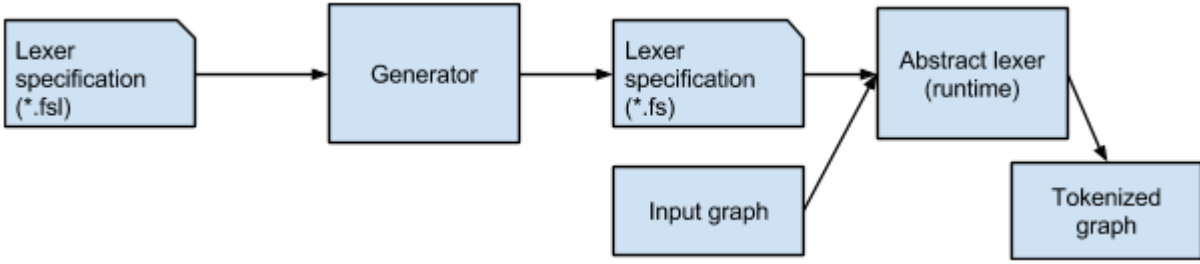 Lexer
specification
(*.fsl)
Generator
Lexer
specification
(*.fs)
Abstract lexer
(runtime)
Input graph
Tokenized
graph